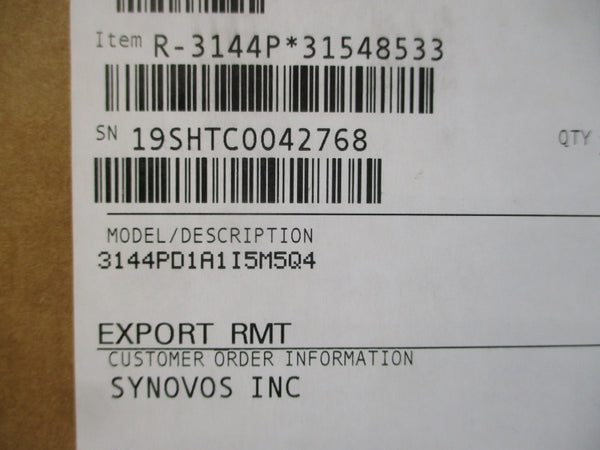 Item R-3144P*31548533
SN 19SHTC0042768
QTY
MODEL/DESCRIPTION
3144PD1A1I5M5Q4
EXPORT RMT
CUSTOMER ORDER INFORMATION
SYNOVOS INC